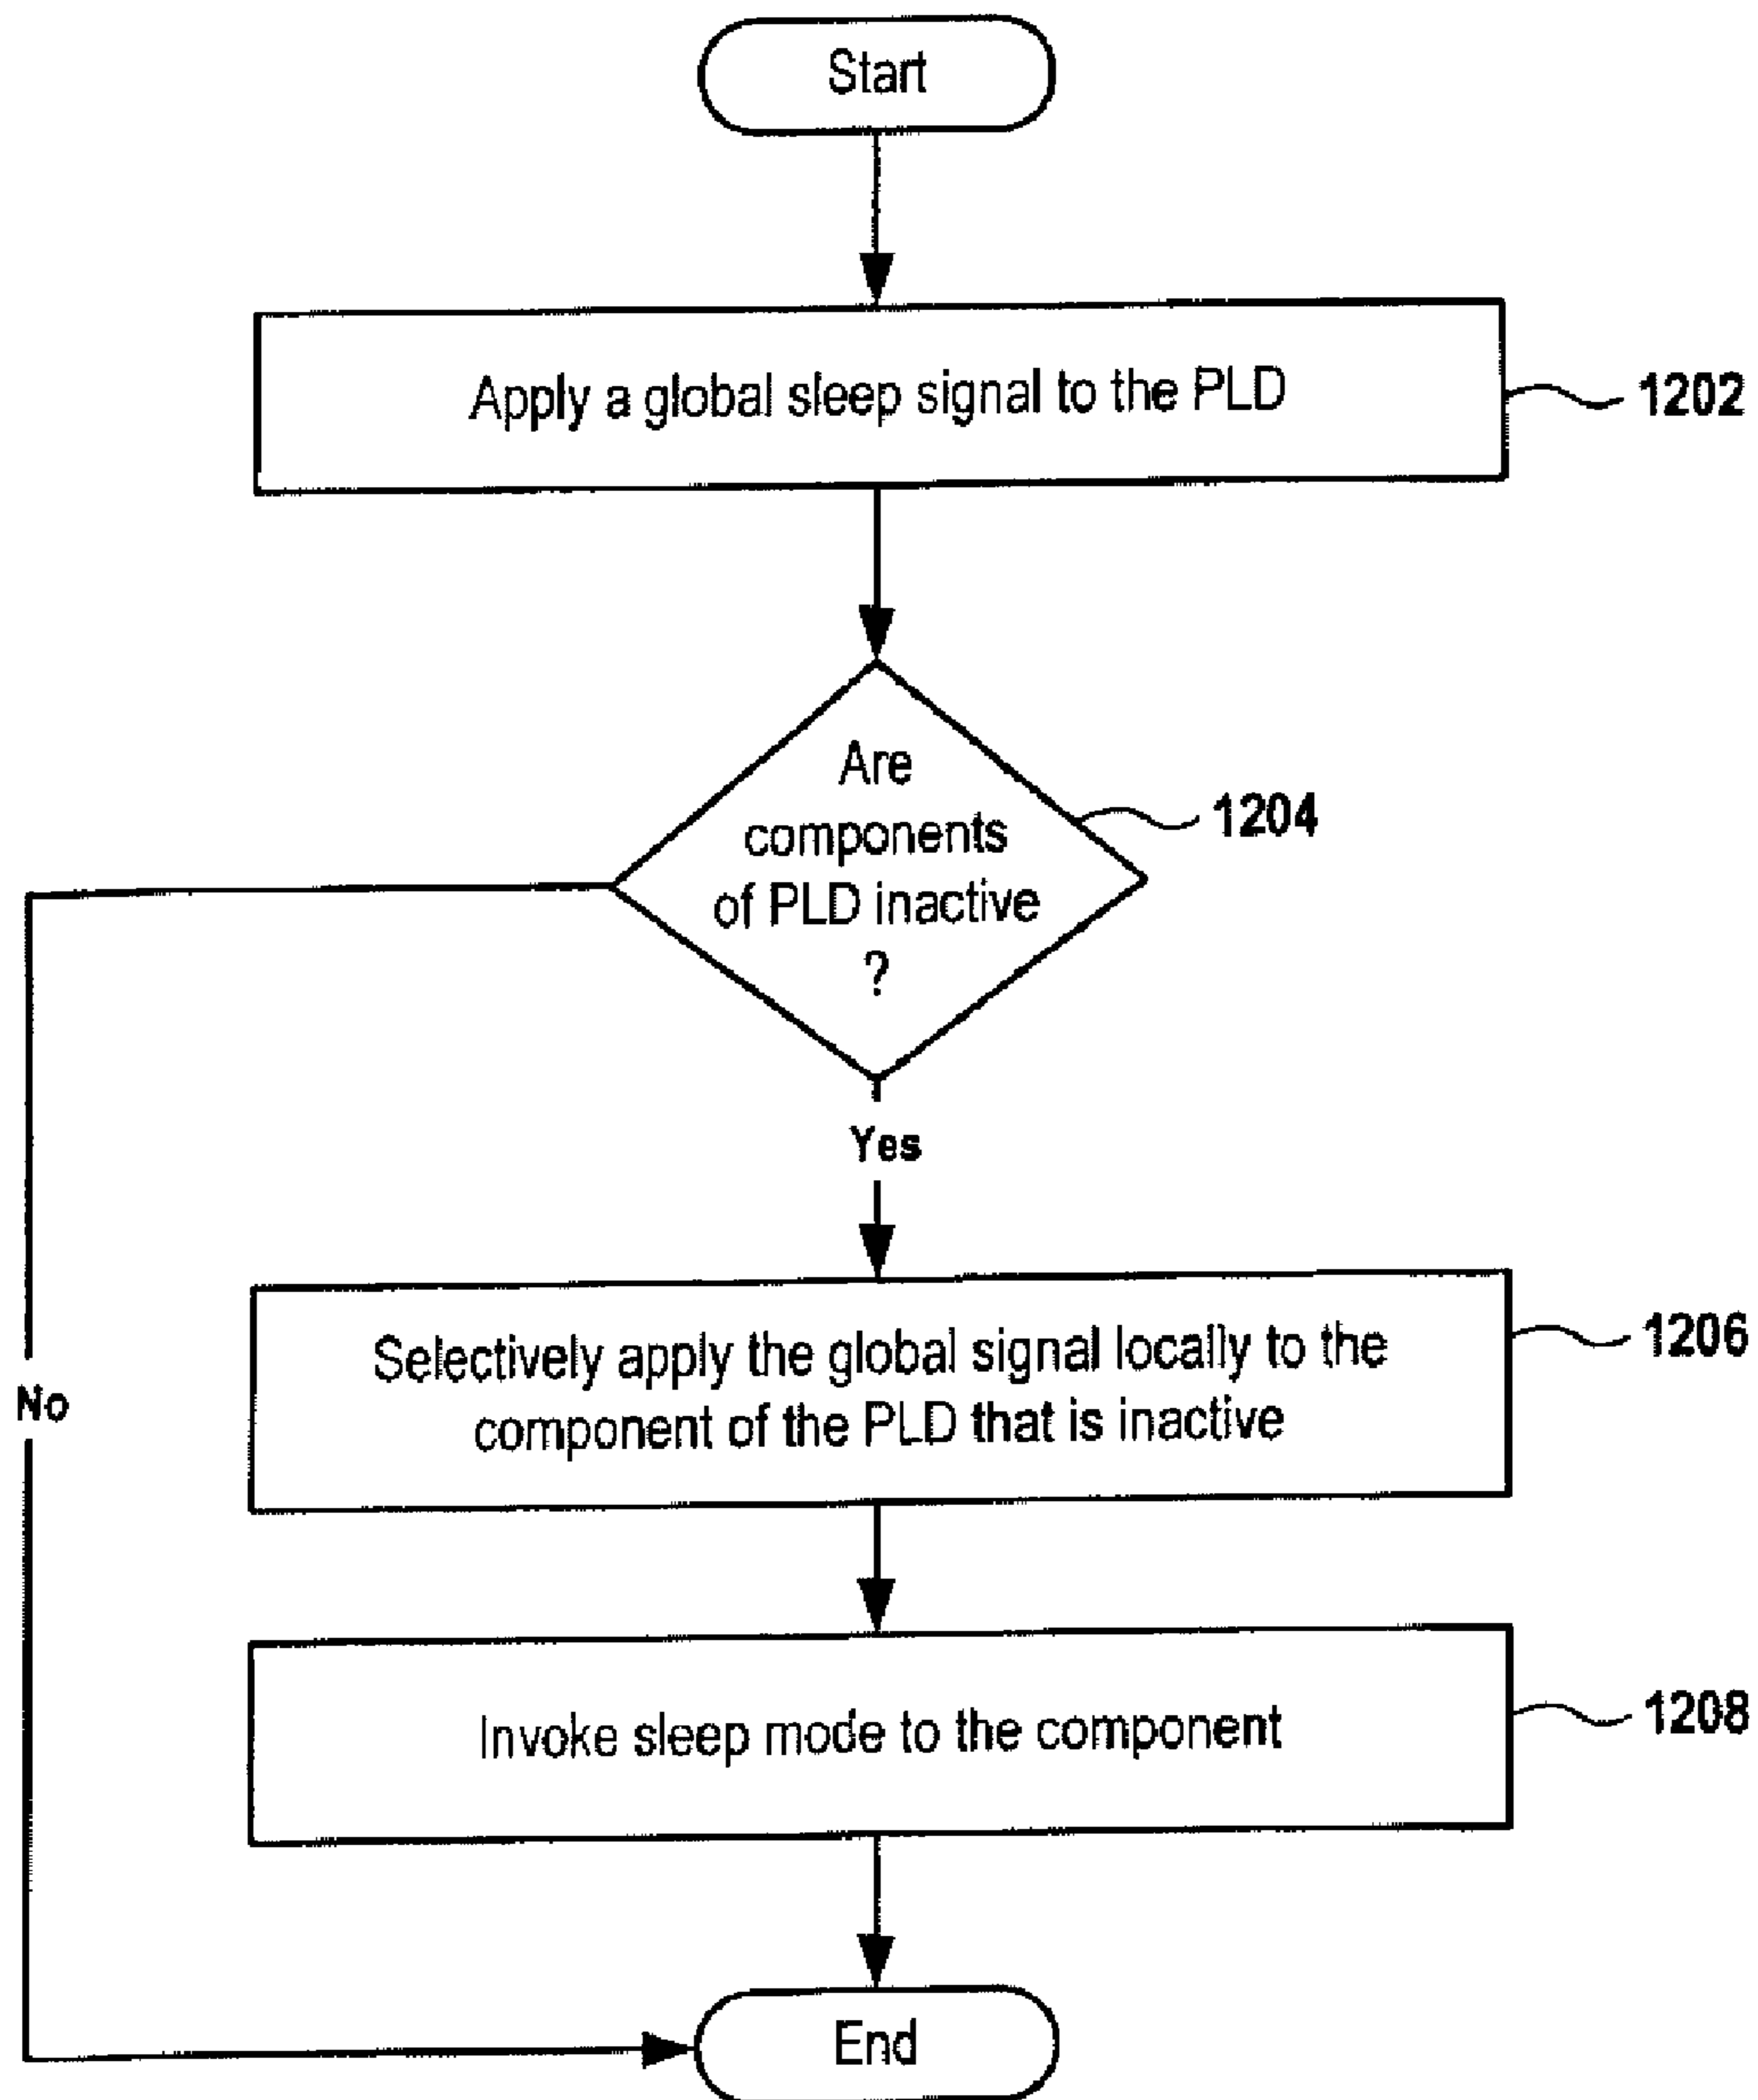 Start
Apply a global sleep signal to the PLD
1202
Are
components
of PLD inactive
?
1204
Yes
No
Selectively apply the global signal locally to the
component of the PLD that is inactive
1206
Invoke sleep mode to the component
1208
End